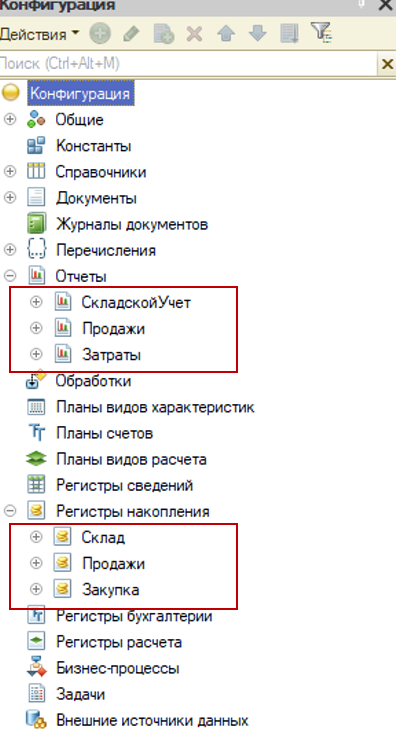 Конфигурация
Действия
Поиск (Ctrl+Alt+M)
Конфигурация
Общие
Константы
Справочники
Документы
Журналы документов
Перечисления
Отчеты
СкладскойУчет
Продажи
Затраты
Обработки
Планы видов характеристик
Планы счетов
Планы видов расчета
Регистры сведений
Регистры накопления
Склад
Продажи
Закупка
Регистры бухгалтерии
Регистры расчета
Бизнес-процессы
Задачи
Внешние источники данных